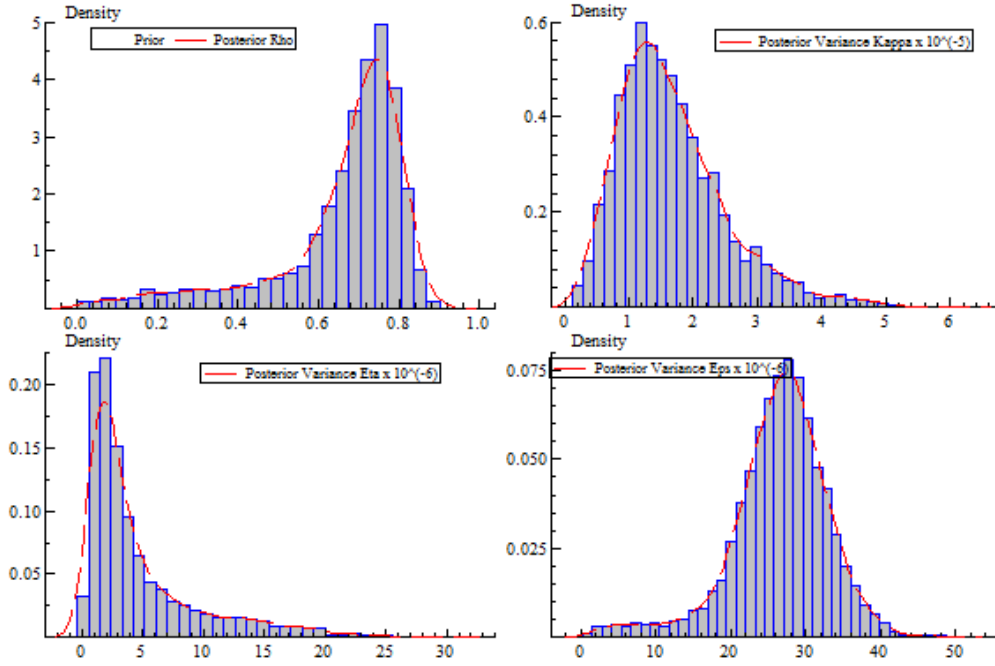 Density
5
Prior
Posterior Rho
4
3
2
1
0.0 0.2 0.4 0.6 0.8 1.0
Density
0.6
Posterior Variance Kappa x 10^(-5)
0.4
0.2
0 1 2 3 4 5 6
Density
Posterior Variance Eta x 10^(-6)
0.20
0.15
0.10
0.05
0 5 10 15 20 25 30
Density
0.075
Posterior Variance Eps x 10^(-6)
0.050
0.025
0 10 20 30 40 50